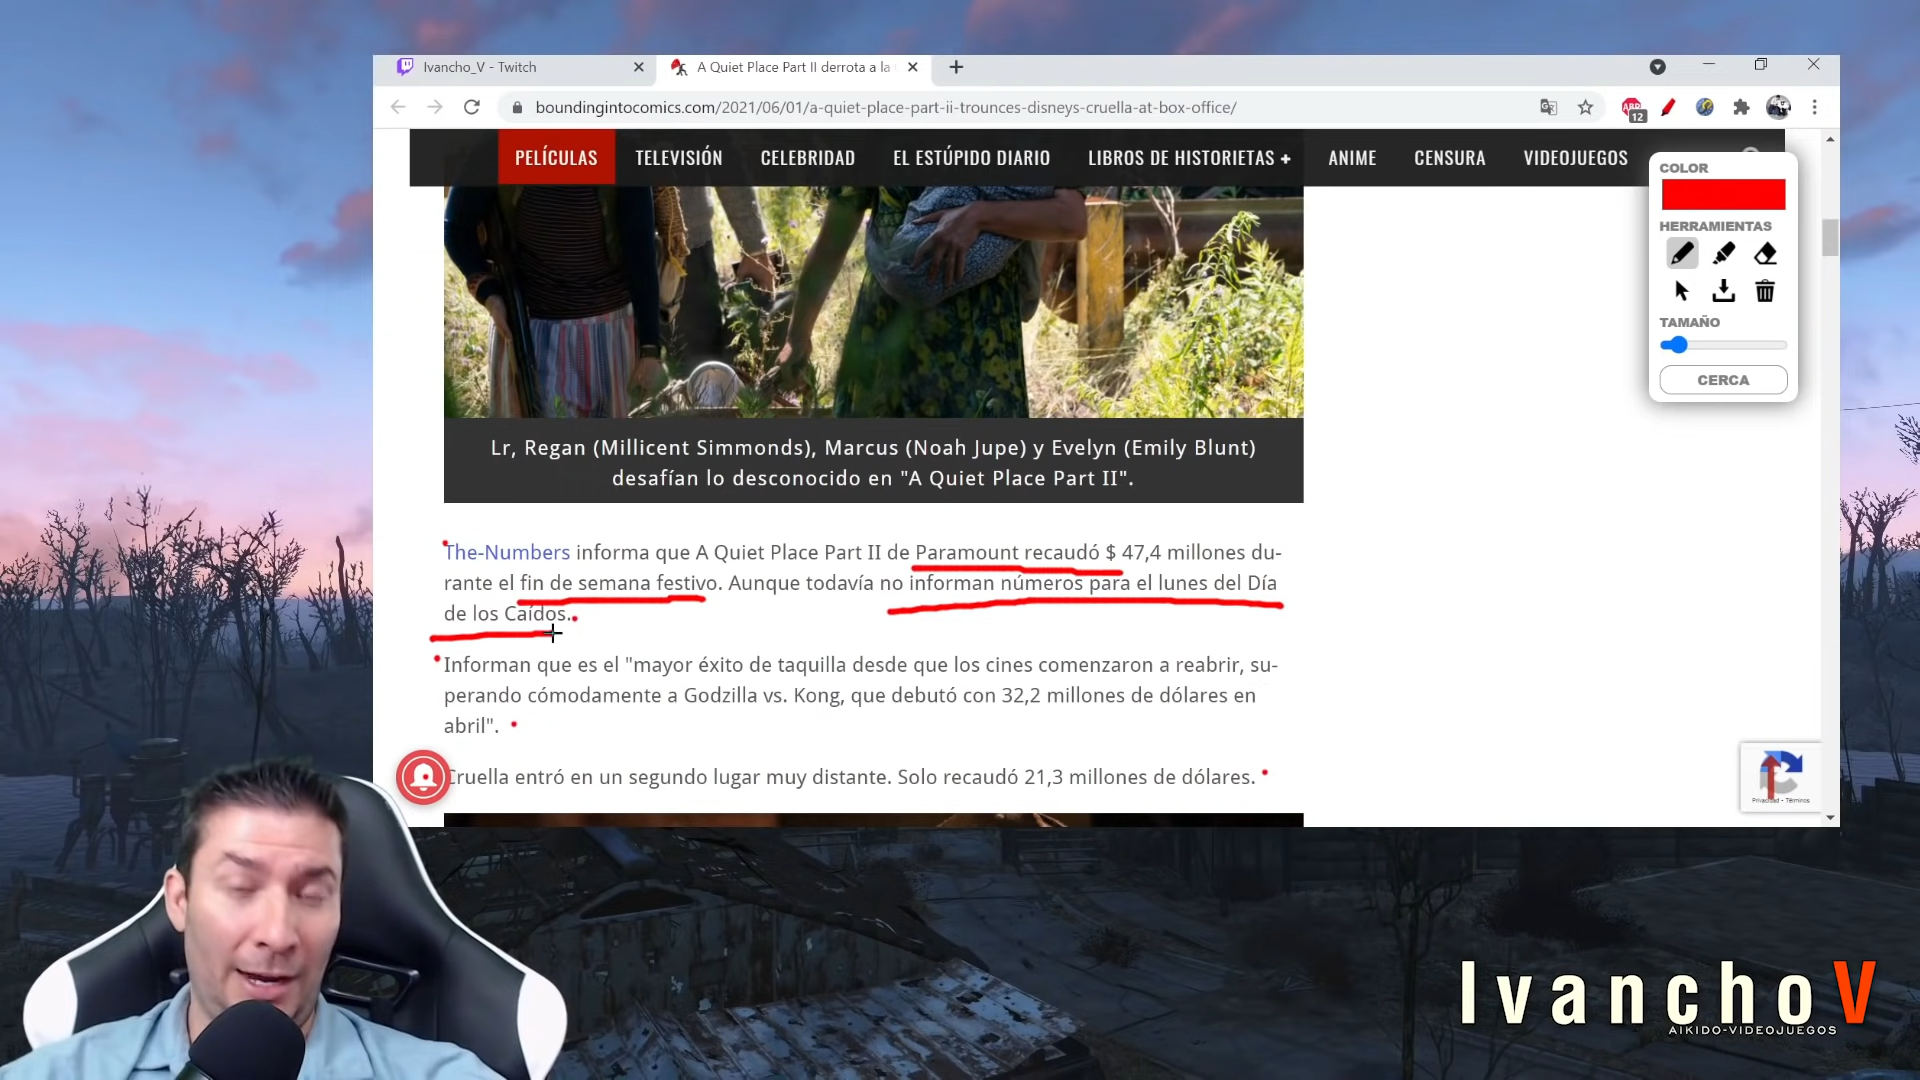 Ivancho_V - Twitch
A Quiet Place Part II derrota a la
boundingintocomics.com/2021/06/01/a-quiet-place-part-ii-trounces-disneys-cruella-at-box-office/
ABP
12
PELÍCULAS TELEVISIÓN CELEBRIDAD EL ESTÚPIDO DIARIO LIBROS DE HISTORIETAS + ANIME CENSURA VIDEOJUEGOS
COLOR
HERRAMIENTAS
TAMAÑO
CERCA
Lr, Regan (Millicent Simmonds), Marcus (Noah Jupe) y Evelyn (Emily Blunt)
desafían lo desconocido en "A Quiet Place Part II".
The-Numbers informa que A Quiet Place Part II de Paramount recaudó $ 47,4 millones du-
rante el fin de semana festivo. Aunque todavía no informan números para el lunes del Día
de los Caídos.
Informan que es el "mayor éxito de taquilla desde que los cines comenzaron a reabrir, su-
perando cómodamente a Godzilla vs. Kong, que debutó con 32,2 millones de dólares en
abril".
Cruella entró en un segundo lugar muy distante. Solo recaudó 21,3 millones de dólares.
Privacidad - Términos
IvanchoV
AIKIDO-VIDEOJUEGOS